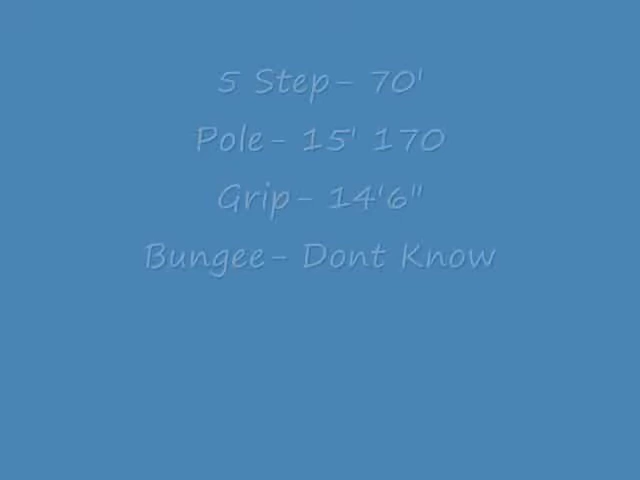 5 Step- 70'
Pole- 15' 170
Grip- 14'6"
Bungee- Dont Know